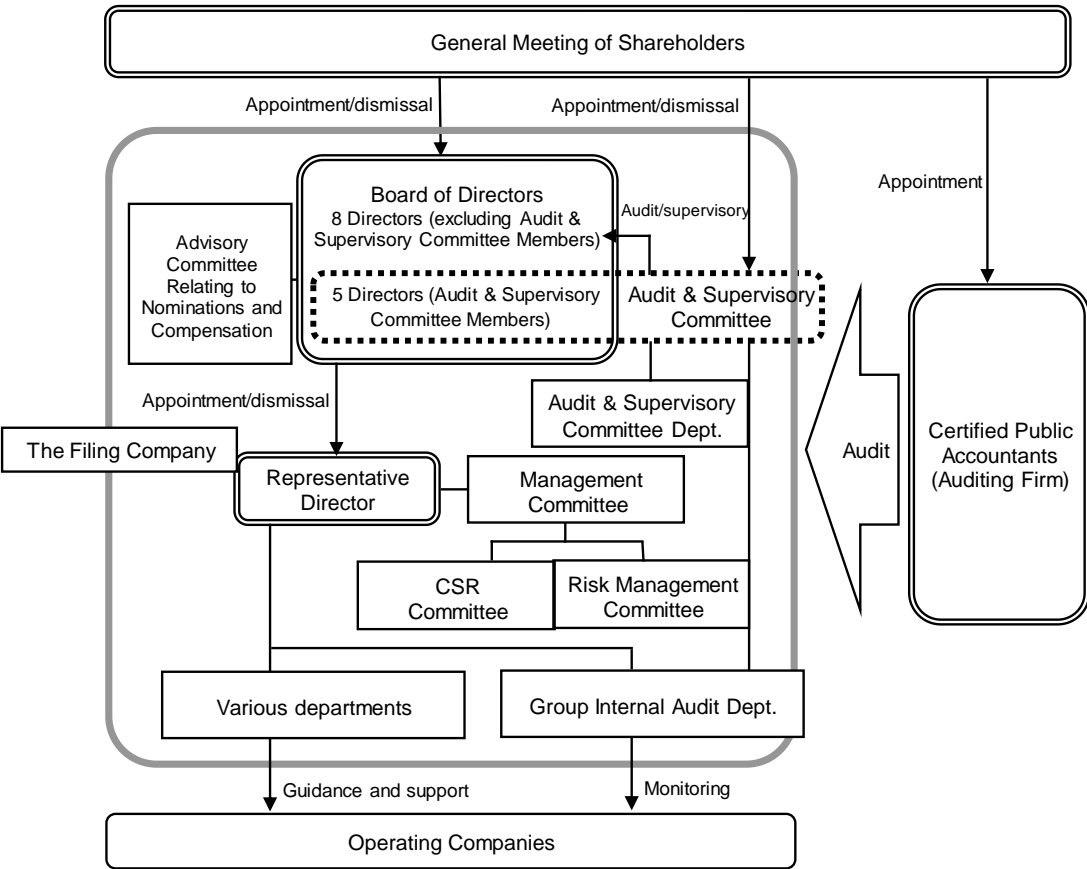 General Meeting of Shareholders
Appointment/dismissal
Appointment/dismissal
Appointment
Board of Directors
8 Directors (excluding Audit &
Supervisory Committee Members)
Audit/supervisory
Advisory
Committee
Relating to
Nominations and
Compensation
5 Directors (Audit & Supervisory
Committee Members)
Audit & Supervisory
Committee
Appointment/dismissal
Audit & Supervisory
Committee Dept.
Audit
Certified Public
Accountants
(Auditing Firm)
The Filing Company
Representative
Director
Management
Committee
CSR
Committee
Risk Management
Committee
Various departments
Group Internal Audit Dept.
Guidance and support
Monitoring
Operating Companies